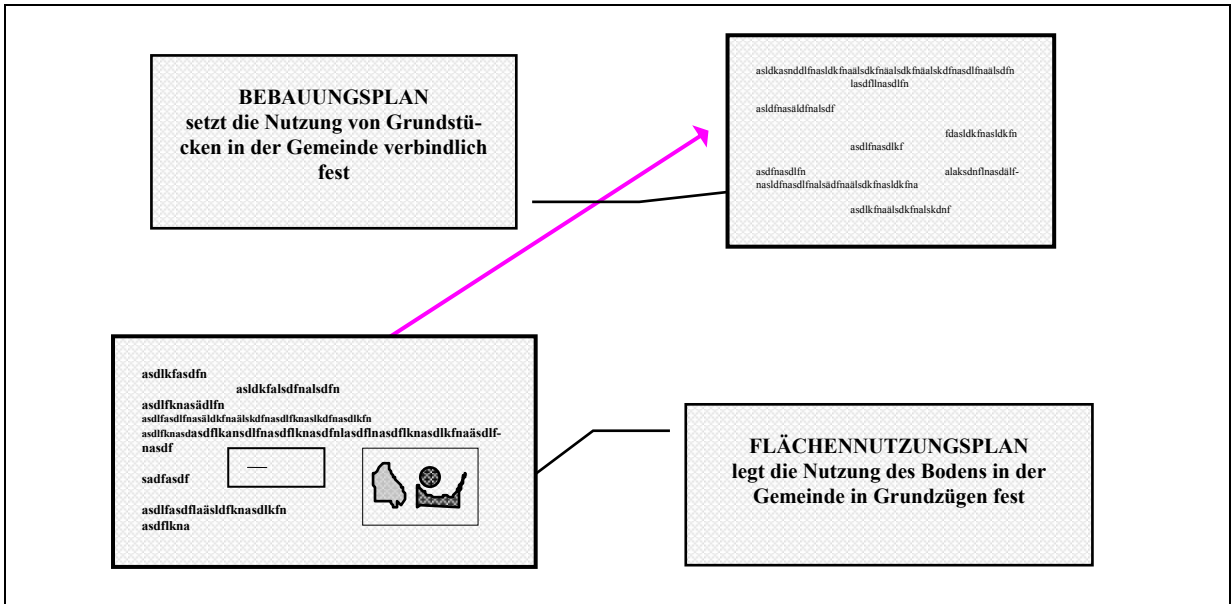 BEBAUUNGSPLAN
setzt die Nutzung von Grundstü-
cken in der Gemeinde verbindlich
fest
asldkasnddlfnasldkfnaälsdkfnäalsdkfnäalskdfnasdlfnaälsdfn
lasdfllnasdlfn
asldfnasäldfnalsdf
fdasldkfnasldkfn
asdlfnasdlkf
asdfnasdlfn alaksdnflnasdälf-
nasldfnasdlfnalsädfnaälsdkfnasldkfna
asdlkfnaälsdkfnalskdnf
asdlkfasdfn
asldkfalsdfnalsdfn
asdlfknasädlfn
asdlfasdlfnasäldkfnaälskdfnasdlfknaslkdfnasdlkfn
asdlfknasdasdflkansdlfnasdflknasdfnlasdflnasdflknasdlkfnaäsdlf-
nasdf
sadfasdf
asdlfasdflaäsldfknasdlkfn
asdflkna
FLÄCHENNUTZUNGSPLAN
legt die Nutzung des Bodens in der
Gemeinde in Grundzügen fest